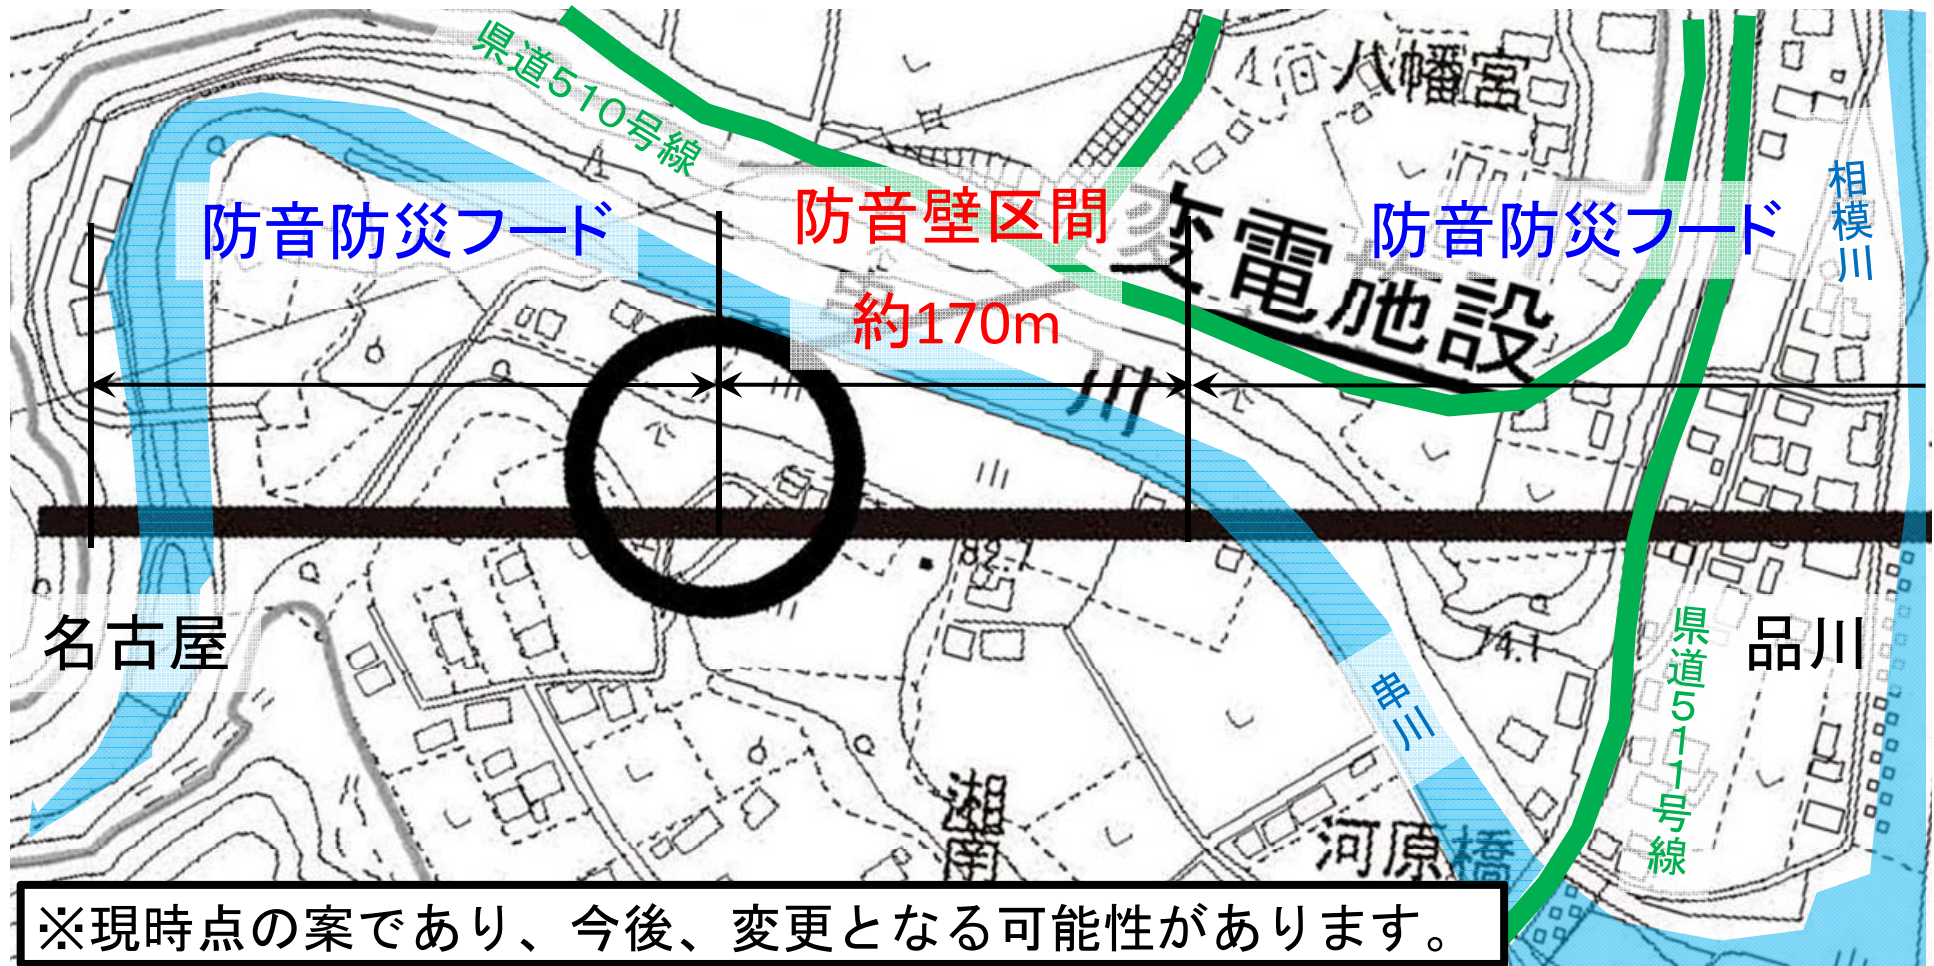 県道510号線
八幡宮
防音防災フード
防音壁区間
約170m
変電施設
防音防災フード
相模川
川
82.7
名古屋
74.1
県道511号線
品川
串川
湘南
河原橋
※現時点の案であり、今後、変更となる可能性があります。